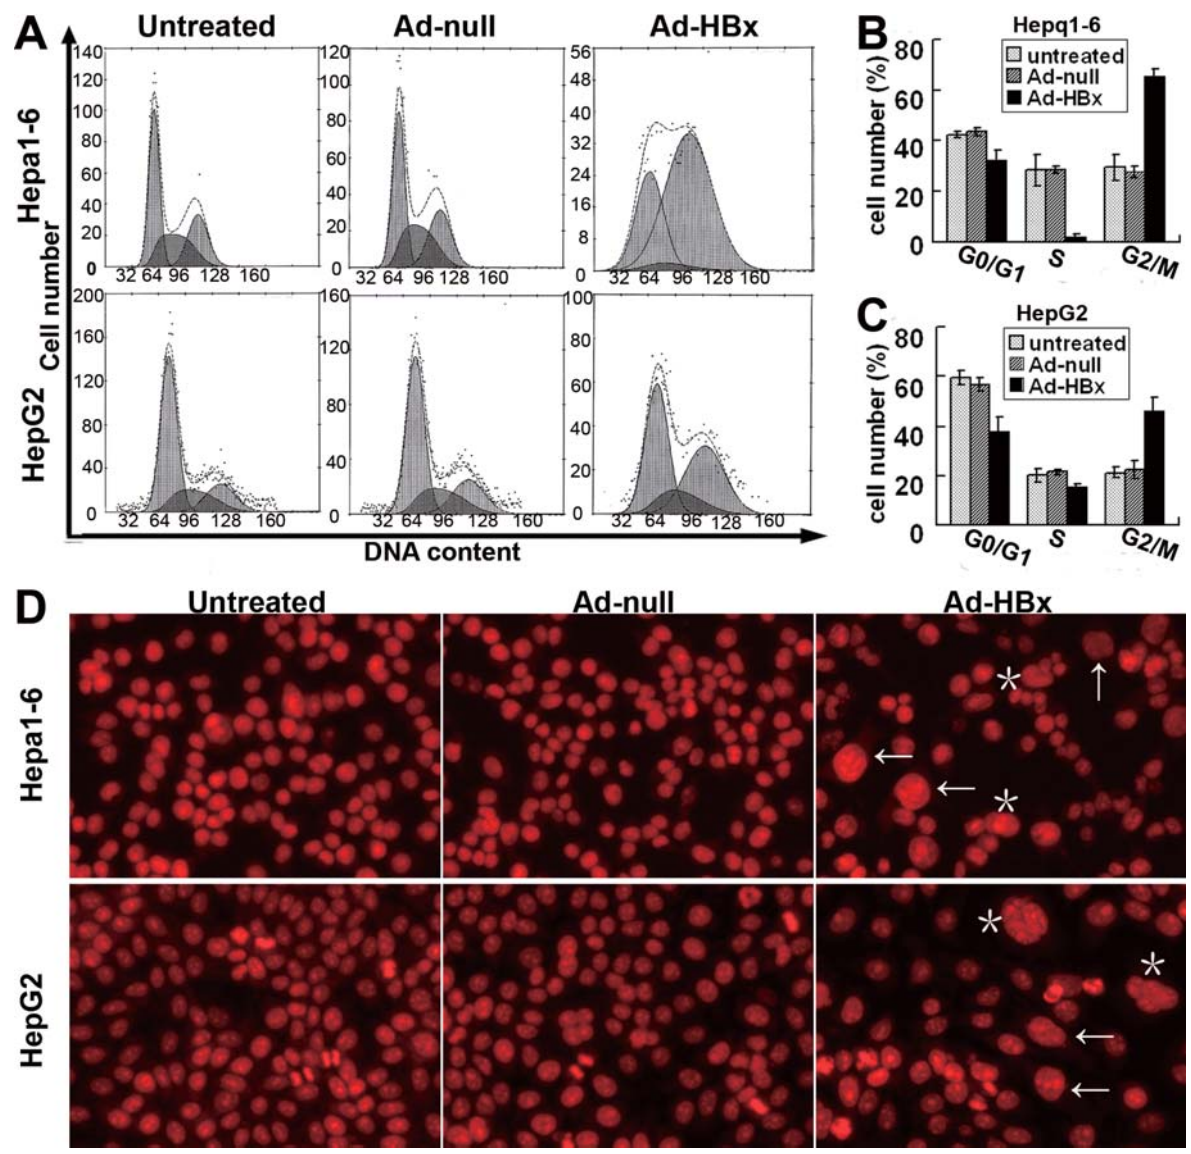 A
Untreated
Ad-null
Ad-HBx
Cell number
Hepa1-6
140
120
100
80
60
40
20
0
32 64 96 128 160
120
100
80
60
40
20
0
32 64 96 128 160
56
48
40
32
24
16
8
0
32 64 96 128 160
HepG2
200
160
120
80
40
0
32 64 96 128 160
160
120
80
40
0
32 64 96 128 160
100
80
60
40
20
0
32 64 96 128 160
DNA content
B
Hepq1-6
cell number (%)
80
60
40
20
0
untreated
Ad-null
Ad-HBx
G0/G1 S G2/M
C
HepG2
cell number (%)
80
60
40
20
0
untreated
Ad-null
Ad-HBx
G0/G1 S G2/M
D
Untreated
Ad-null
Ad-HBx
Hepa1-6
*
*
HepG2
*
*